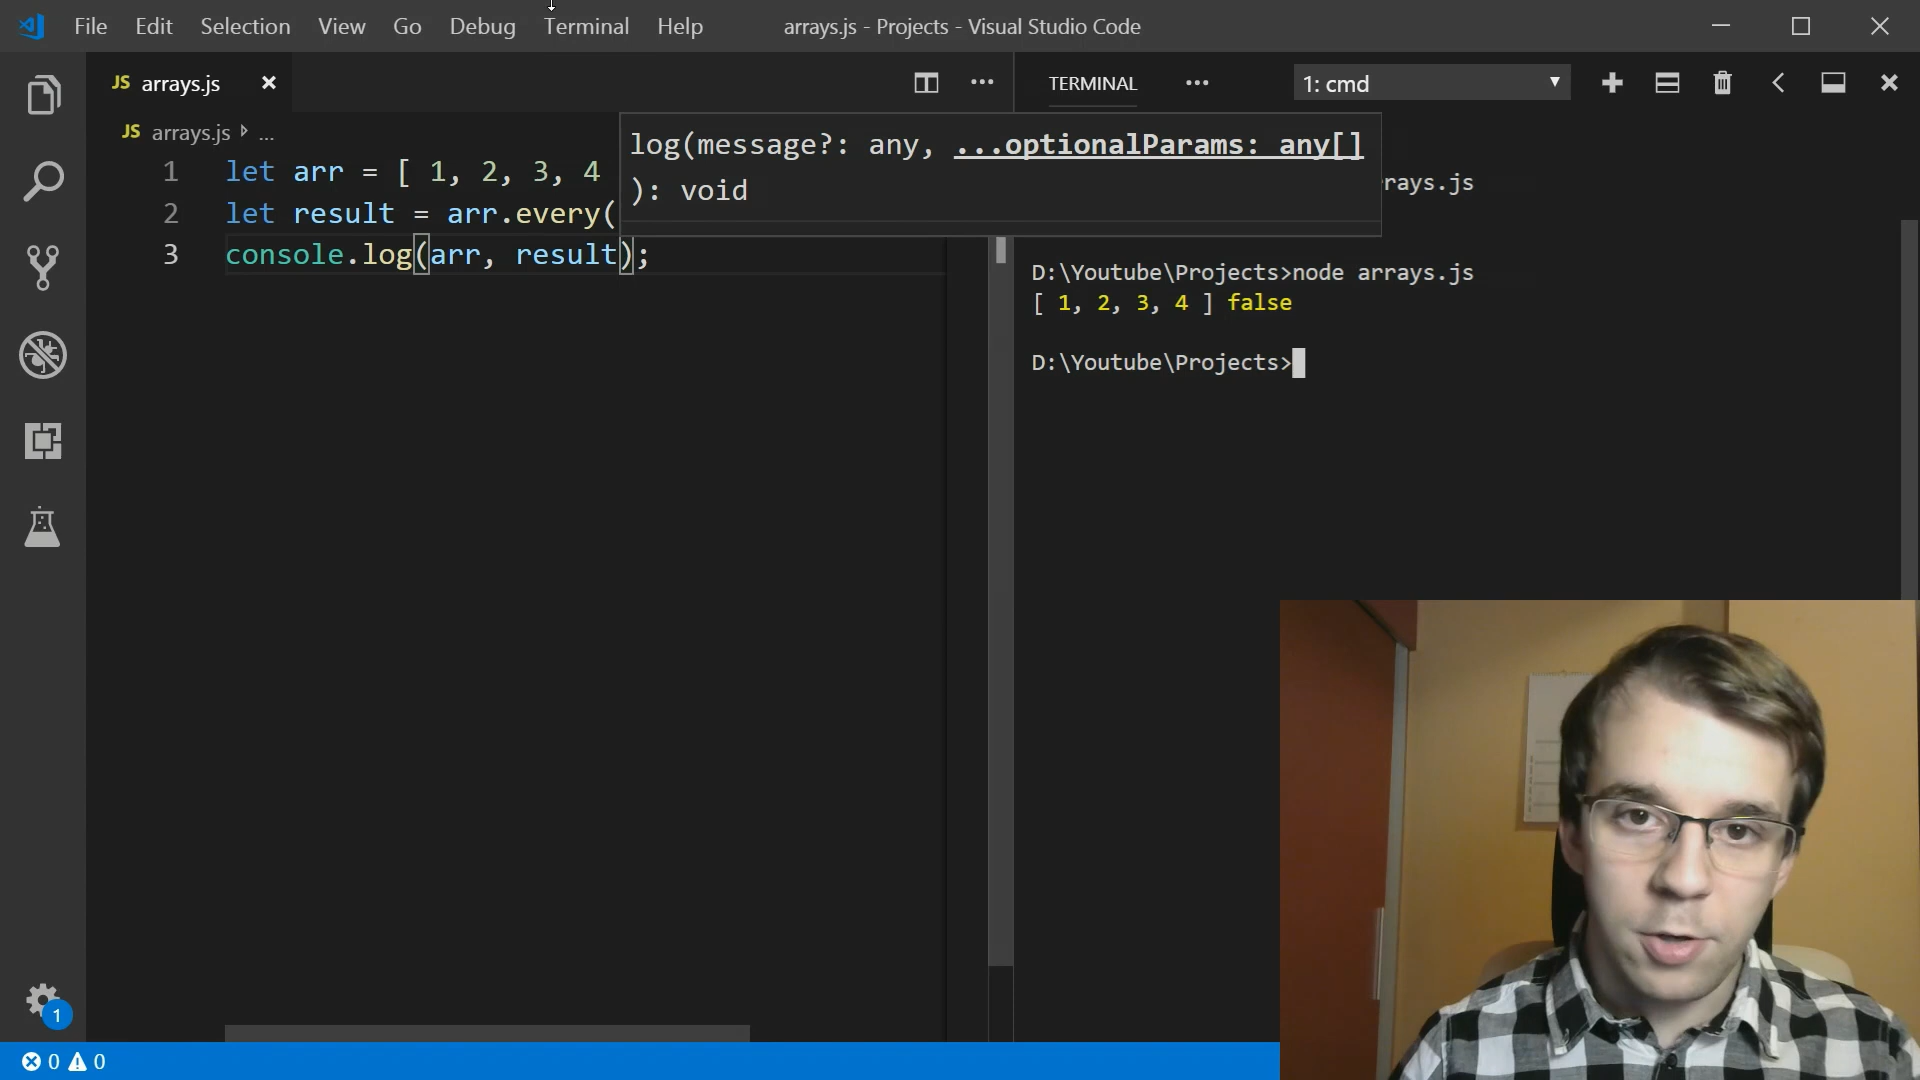 File Edit Selection View Go Debug Terminal Help arrays.js - Projects - Visual Studio Code
JS arrays.js
TERMINAL
1: cmd
JS arrays.js ...
log(message?: any, ...optionalParams: any[]
): void
1 let arr = [ 1, 2, 3, 4
2 let result = arr.every(
3 console.log(arr, result);
rays.js
D:\Youtube\Projects>node arrays.js
[ 1, 2, 3, 4 ] false
D:\Youtube\Projects>
1
0 0